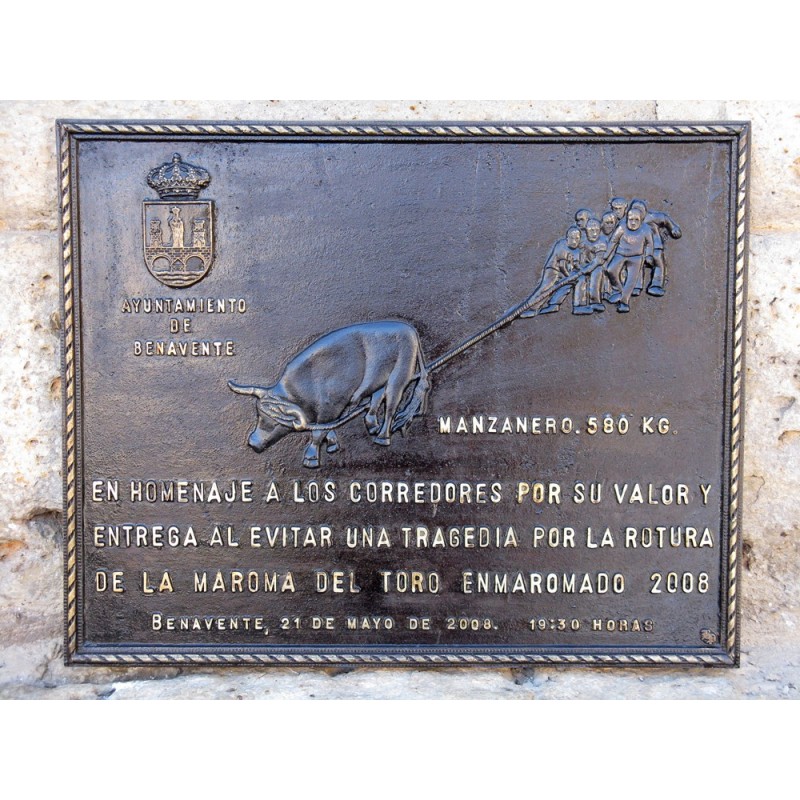 AYUNTAMIENTO
DE
BENAVENTE
MANZANERO. 580 KG.
EN HOMENAJE A LOS CORREDORES POR SU VALOR Y
ENTREGA AL EVITAR UNA TRAGEDIA POR LA ROTURA
DE LA MAROMA DEL TORO ENMAROMADO 2008
BENAVENTE, 21 DE MAYO DE 2008. 19:30 HORAS